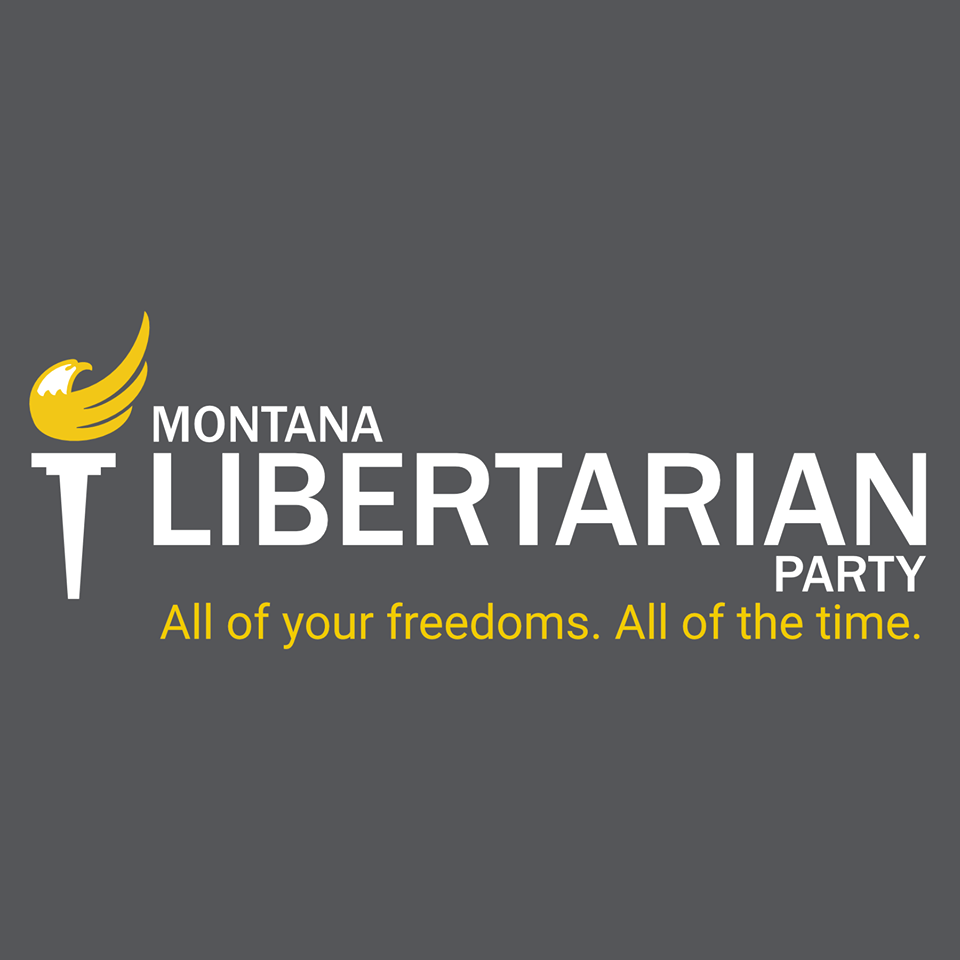 MONTANA
LIBERTARIAN
PARTY
All of your freedoms. All of the time.